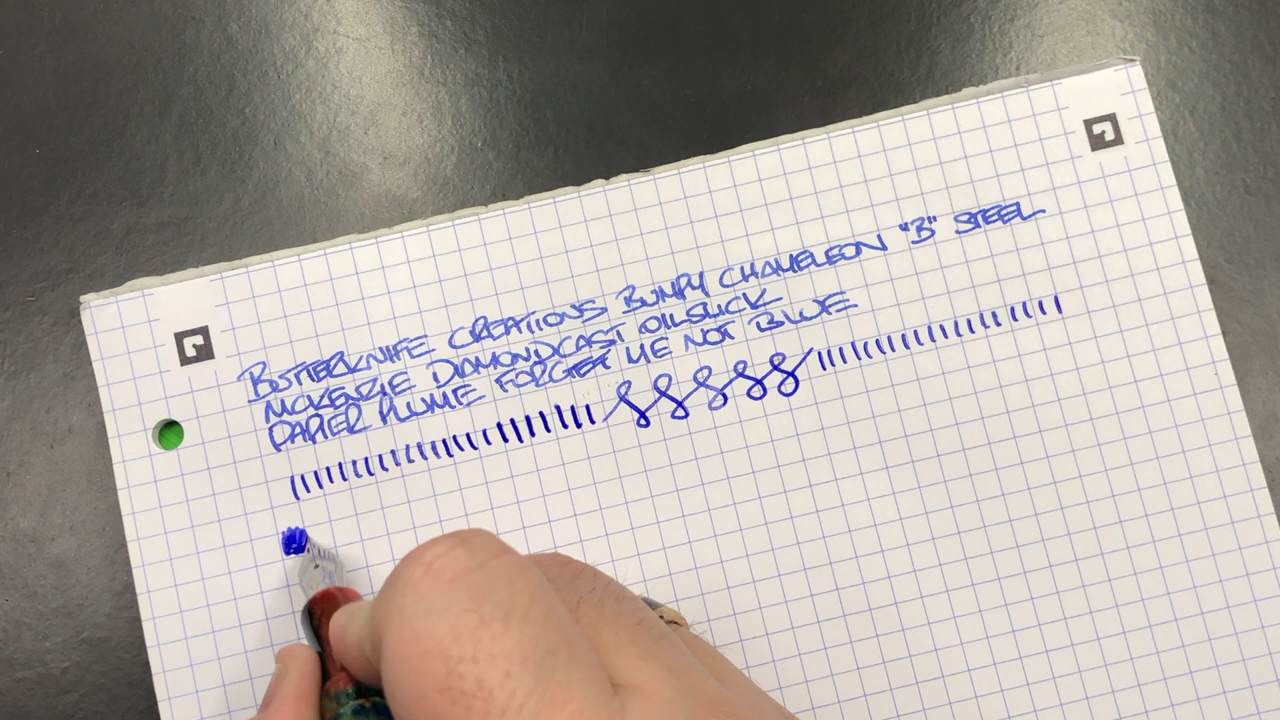 BUTTERKNIFE CREATIONS BUMPY CHAMELEON "B" STEEL
MCKENZIE DIAMONDCAST OILSLICK
PAPIER PLUME FORGET ME NOT BLUE